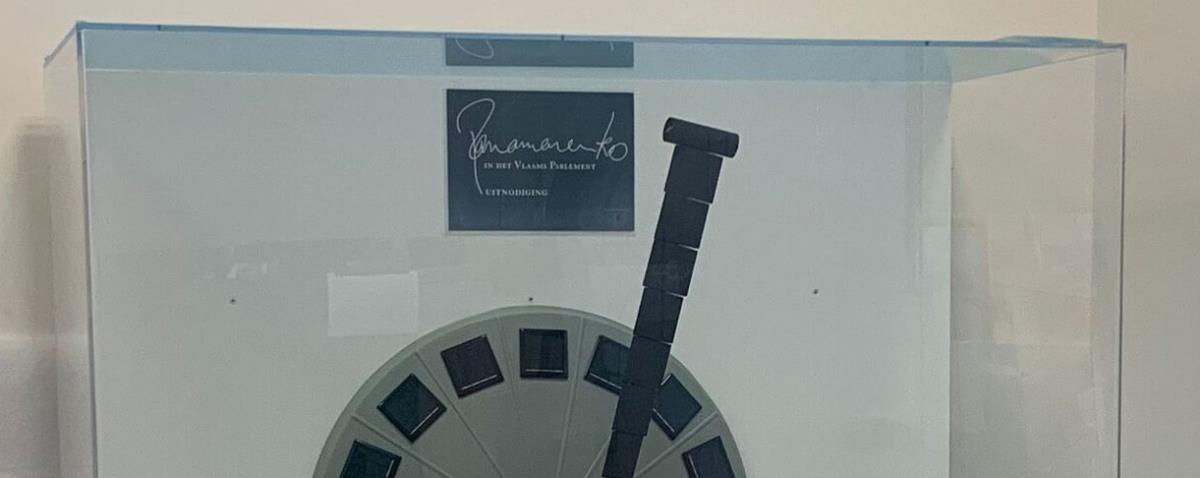 Panamarenko
IN HET VLAAMS PARLEMENT
UITNODIGING